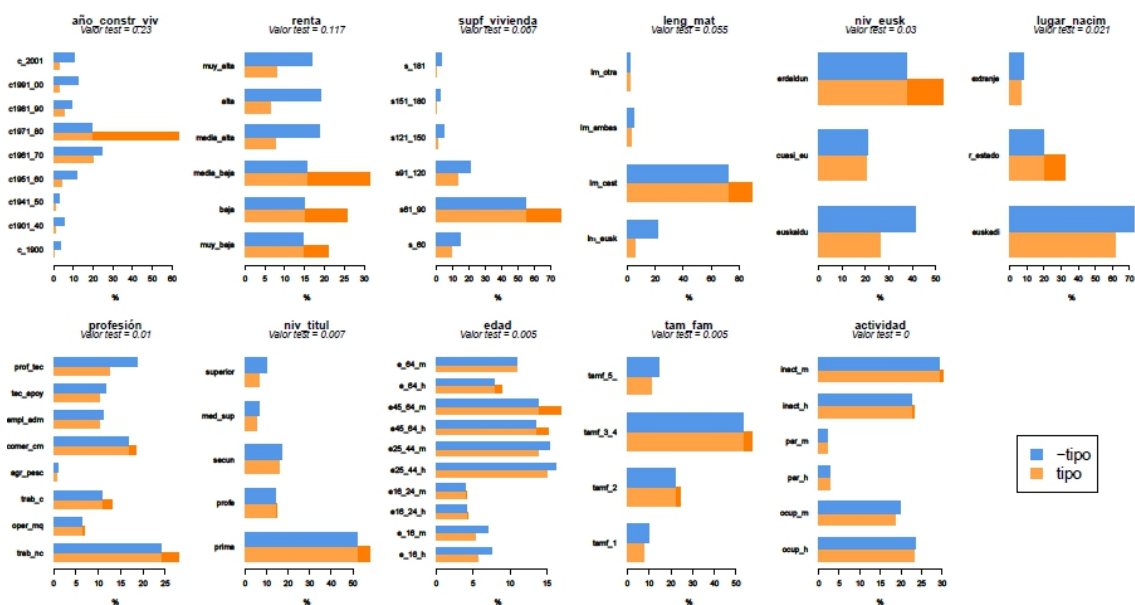 año_constr_viv
Valor test = 0.23
c_2001
c1991_00
c1981_90
c1971_80
c1961_70
c1951_60
c1941_50
c1901_40
c_1900
0 10 20 30 40 50 60
%
renta
Valor test = 0.117
muy_alta
alta
media_alta
media_baja
baja
muy_baja
0 5 10 15 20 25 30
%
supf_vivienda
Valor test = 0.067
s_181
s151_180
s121_150
s91_120
s61_90
s_60
0 10 20 30 40 50 60 70
%
leng_mat
Valor test = 0.055
lm_otra
lm_ambas
lm_cast
lm_eusk
0 20 40 60 80
%
niv_eusk
Valor test = 0.03
erdaldun
cuasi_eu
euskaldu
0 10 20 30 40 50
%
lugar_nacim
Valor test = 0.021
extranje
r_estado
euskadi
0 10 20 30 40 50 60 70
%
profesión
Valor test = 0.01
prof_tec
tec_apoy
empl_adm
comer_cm
agr_pesc
trab_c
oper_mq
trab_nc
0 5 10 15 20 25
%
niv_titul
Valor test = 0.007
superior
med_sup
secun
profe
prima
0 10 20 30 40 50
%
edad
Valor test = 0.005
e_64_m
e_64_h
e45_64_m
e45_64_h
e25_44_m
e25_44_h
e16_24_m
e16_24_h
e_16_m
e_16_h
0 5 10 15
%
tam_fam
Valor test = 0.005
tamf_5_
tamf_3_4
tamf_2
tamf_1
0 10 20 30 40 50
%
actividad
Valor test = 0
inact_m
inact_h
par_m
par_h
ocup_m
ocup_h
0 5 10 15 20 25 30
%
−tipo
tipo